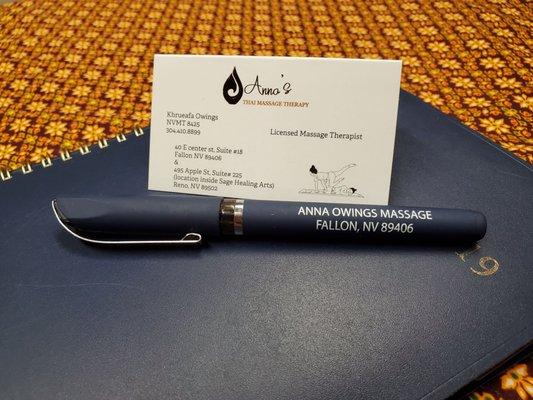 Anna's
THAI MASSAGE THERAPY
Khrueafa Owings
NVMT 8425
304.410.8899
Licensed Massage Therapist
40 E center st. Suite #18
Fallon NV 89406
&
495 Apple St. Suite# 225
(location inside Sage Healing Arts)
Reno, NV 89502
ANNA OWINGS MASSAGE
FALLON, NV 89406